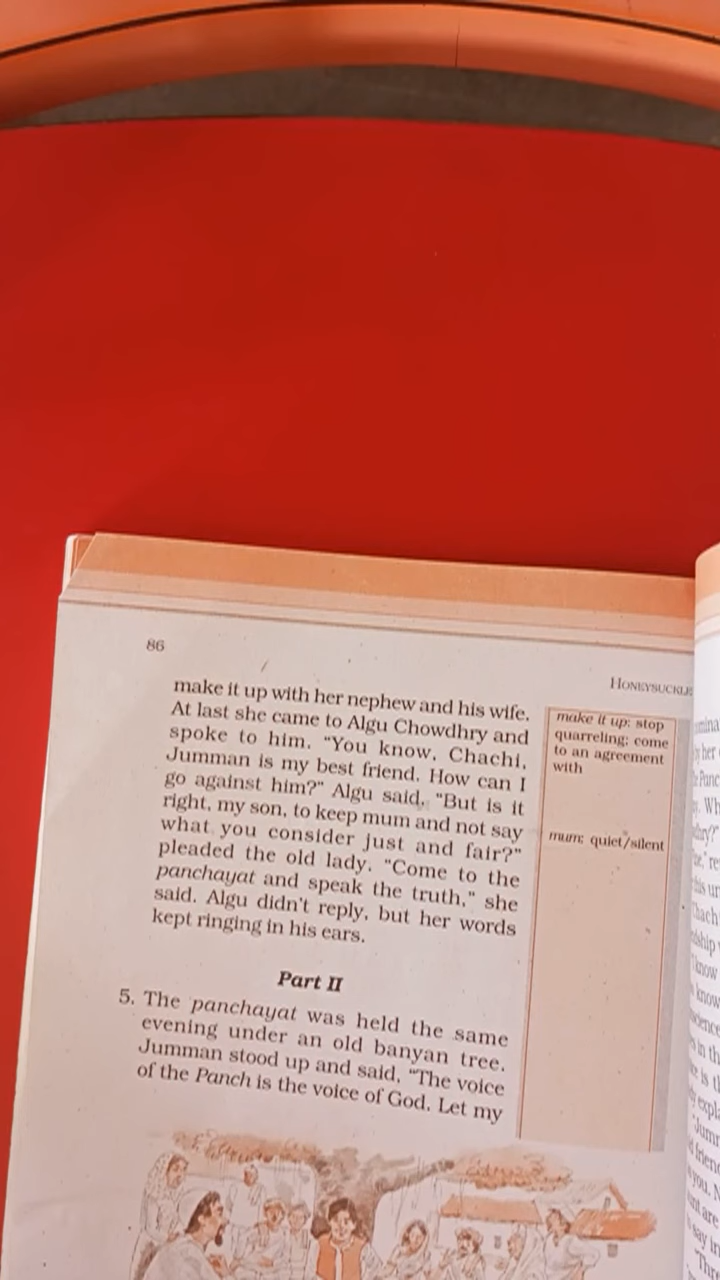 86
HONEYSUCKLE
make it up with her nephew and his wife.
At last she came to Algu Chowdhry and
spoke to him. "You know, Chachi,
Jumman is my best friend. How can I
go against him?" Algu said. "But is it
right, my son, to keep mum and not say
what you consider just and fair?"
pleaded the old lady. "Come to the
panchayat and speak the truth," she
said. Algu didn't reply, but her words
kept ringing in his ears.
make it up: stop
quarreling; come
to an agreement
with
mum: quiet/silent
Part II
5. The panchayat was held the same
evening under an old banyan tree.
Jumman stood up and said, "The voice
of the Panch is the voice of God. Let my